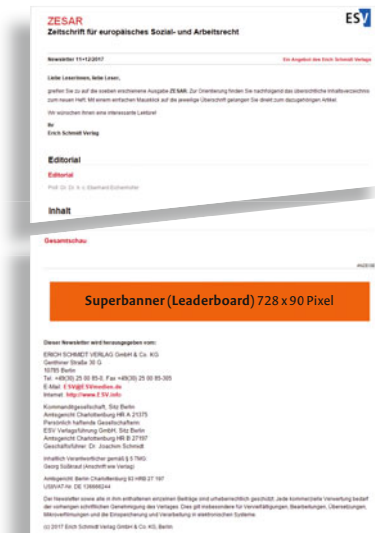 ZESAR
ESV
Zeitschrift für europäisches Sozial- und Arbeitsrecht
Newsletter 11+12/2017
Ein Angebot des Erich Schmidt Verlags
Liebe Leserinnen, liebe Leser,
greifen Sie zu auf die soeben erschienene Ausgabe ZESAR. Zur Orientierung finden Sie nachfolgend das übersichtliche Inhaltsverzeichnis
zum neuen Heft. Mit einem einfachen Mausklick auf die jeweilige Überschrift gelangen Sie direkt zum dazugehörigen Artikel.
Wir wünschen Ihnen eine interessante Lektüre!
Ihr
Erich Schmidt Verlag
Editorial
Editorial
Prof. Dr. Dr. h. c. Eberhard Eichenhofer
Inhalt
Gesamtschau
ANZEIGE
Superbanner (Leaderboard) 728 x 90 Pixel
Dieser Newsletter wird herausgegeben vom:
ERICH SCHMIDT VERLAG GmbH & Co. KG
Genthiner Straße 30 G
10785 Berlin
Tel. +49(30) 25 00 85-0, Fax +49(30) 25 00 85-305
E-Mail: ESV@ESVmedien.de
Internet: http://www.ESV.info
Kommanditgesellschaft, Sitz Berlin
Amtsgericht Charlottenburg HR A 21375
Persönlich haftende Gesellschafterin:
ESV Verlagsführung GmbH, Sitz Berlin
Amtsgericht Charlottenburg HR B 27197
Geschäftsführer: Dr. Joachim Schmidt
Inhaltlich Verantwortlicher gemäß § 5 TMG:
Georg Süßbrauf (Anschrift wie Verlag)
Amtsgericht: Berlin Charlottenburg 93 HRB 27 197
UStIVAT-Nr. DE 136668244
Der Newsletter sowie alle in ihm enthaltenen einzelnen Beiträge sind urheberrechtlich geschützt. Jede kommerzielle Verwertung bedarf
der vorherigen schriftlichen Genehmigung des Verlages. Dies gilt insbesondere für Vervielfältigungen, Bearbeitungen, Übersetzungen,
Mikroverfilmungen und die Einspeicherung und Verarbeitung in elektronischen Systeme.
(c) 2017 Erich Schmidt Verlag GmbH & Co. KG, Berlin